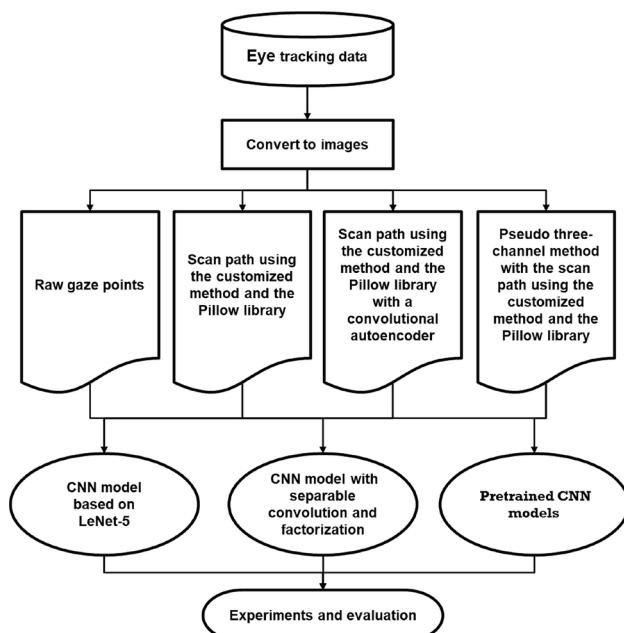 Eye tracking data
Convert to images
Raw gaze points
Scan path using
the customized
method and the
Pillow library
Scan path using
the customized
method and the
Pillow library
with a
convolutional
autoencoder
Pseudo three-
channel method
with the scan
path using the
customized
method and the
Pillow library
CNN model
based on
LeNet-5
CNN model with
separable
convolution and
factorization
Pretrained CNN
models
Experiments and evaluation